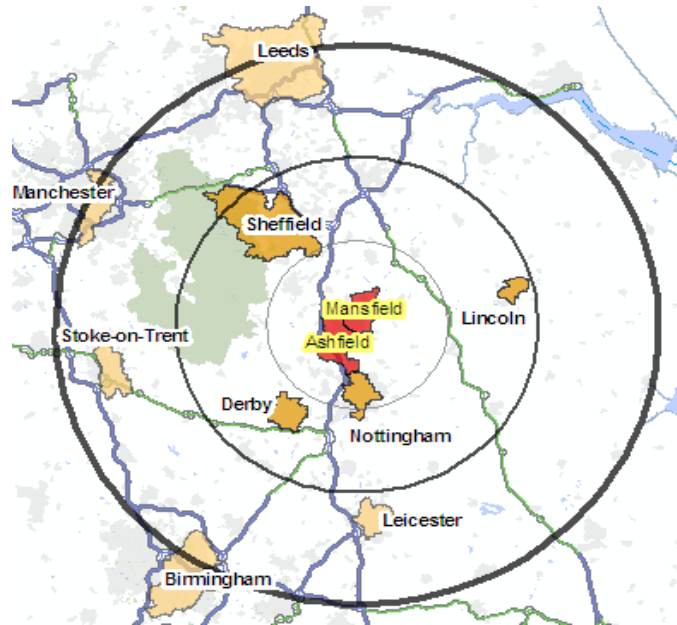 Leeds
Manchester
Sheffield
Mansfield
Lincoln
Stoke-on-Trent
Ashfield
Derby
Nottingham
Leicester
Birmingham